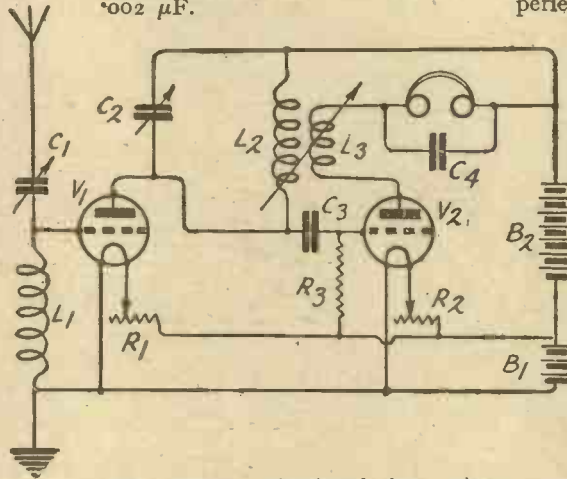 ·002 μF.
perie
C1
C2
V1
L2
L3
C4
V2.
C3
B2
L1
R3
R1
R2
B1